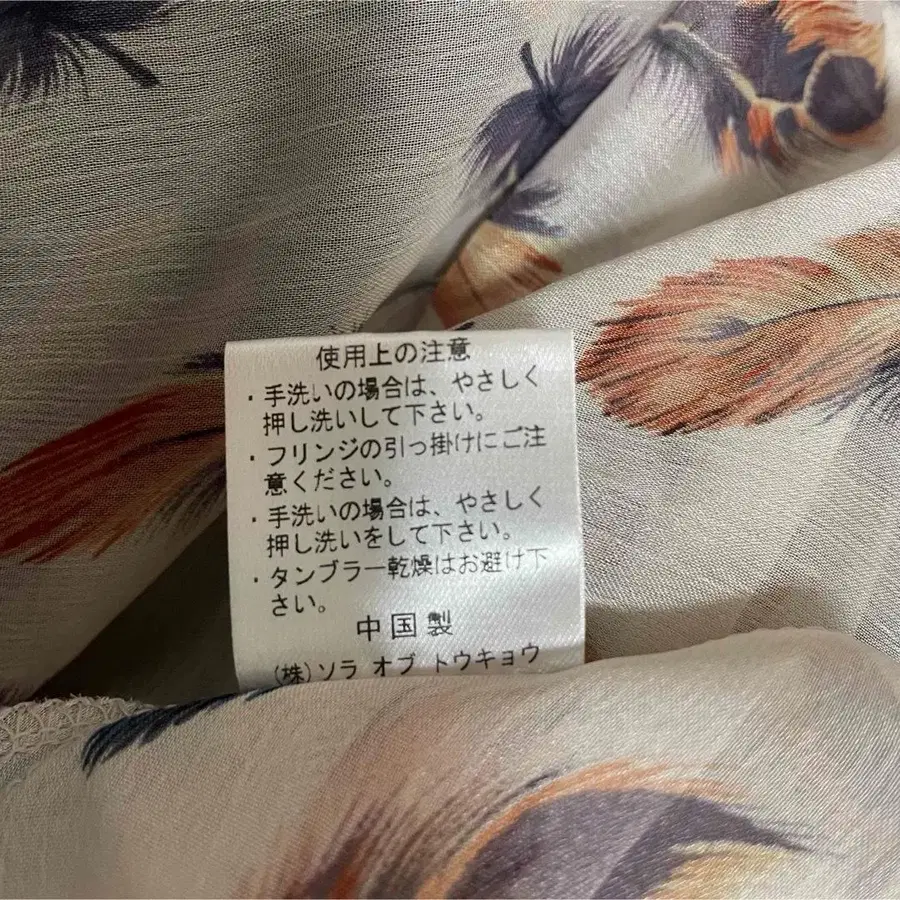 使用上の注意
・手洗いの場合は、やさしく
押し洗いして下さい。
・フリンジの引っ掛けにご注
意ください。
・手洗いの場合は、やさしく
押し洗いをして下さい。
・タンブラー乾燥はお避け下
さい。
中国製
(株)ソラ オブ トウキョウ